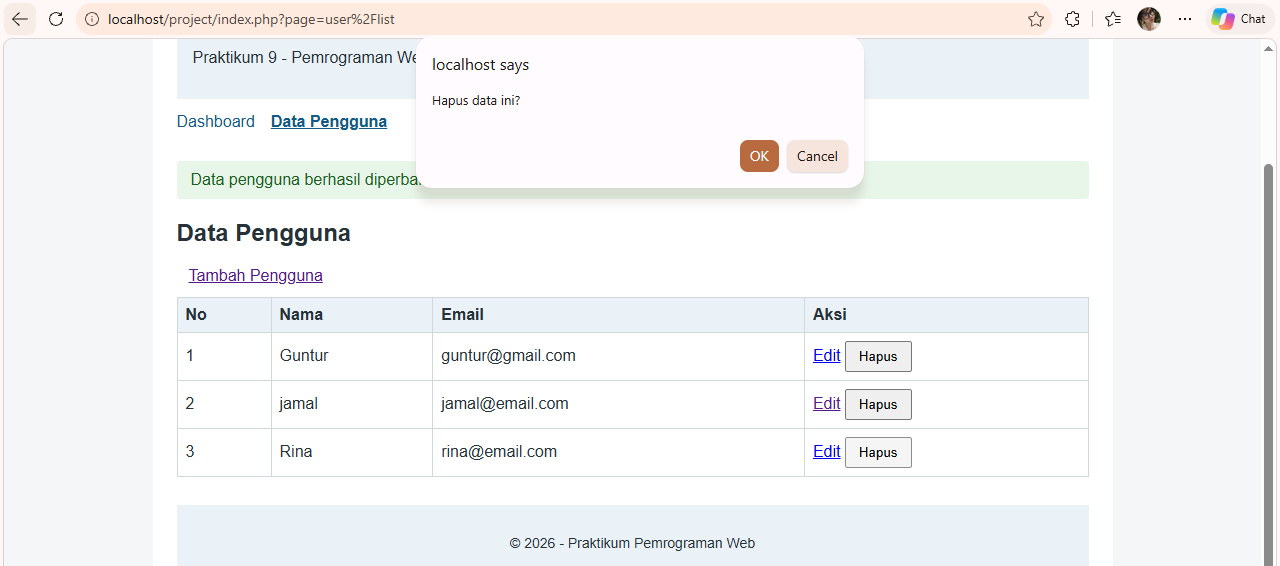 localhost/project/index.php?page=user%2Flist
Chat
Praktikum 9 - Pemrograman We
localhost says
Hapus data ini?
OK Cancel
Dashboard Data Pengguna
Data pengguna berhasil diperba
Data Pengguna
Tambah Pengguna
No Nama Email Aksi
1 Guntur guntur@gmail.com Edit Hapus
2 jamal jamal@email.com Edit Hapus
3 Rina rina@email.com Edit Hapus
© 2026 - Praktikum Pemrograman Web